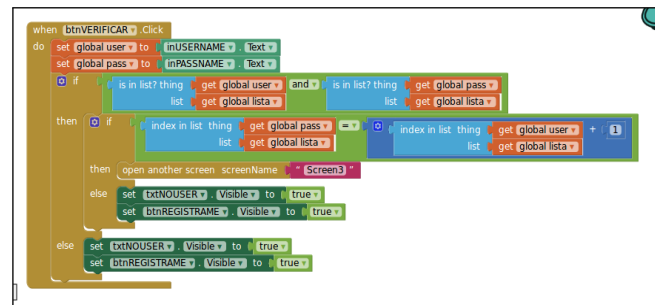 when btnVERIFICAR . Click
do set global user to inUSERNAME . Text
set global pass to inPASSNAME . Text
if is in list? thing get global user and is in list? thing get global pass
list get global lista list get global lista
then if index in list thing get global pass = index in list thing get global user + 1
list get global lista list get global lista
then open another screen screenName " Screen3 "
else set txtNOUSER . Visible to true
set btnREGISTRAME . Visible to true
else set txtNOUSER . Visible to true
set btnREGISTRAME . Visible to true